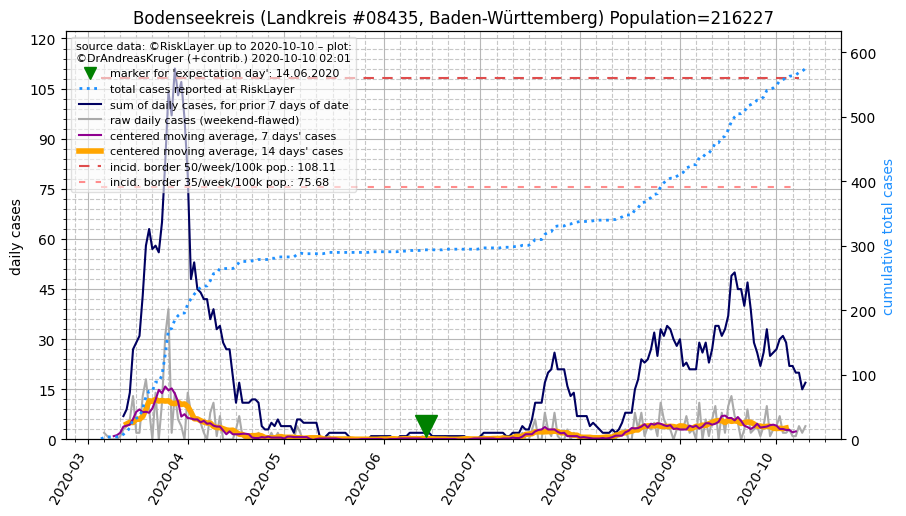 Bodenseekreis (Landkreis #08435, Baden-Württemberg) Population=216227
source data: ©RiskLayer up to 2020-10-10 – plot:
©DrAndreasKruger (+contrib.) 2020-10-10 02:01
marker for 'expectation day': 14.06.2020
total cases reported at RiskLayer
sum of daily cases, for prior 7 days of date
raw daily cases (weekend-flawed)
centered moving average, 7 days' cases
centered moving average, 14 days' cases
incid. border 50/week/100k pop.: 108.11
incid. border 35/week/100k pop.: 75.68
daily cases
120
105
90
75
60
45
30
15
0
cumulative total cases
600
500
400
300
200
100
0
2020-03
2020-04
2020-05
2020-06
2020-07
2020-08
2020-09
2020-10